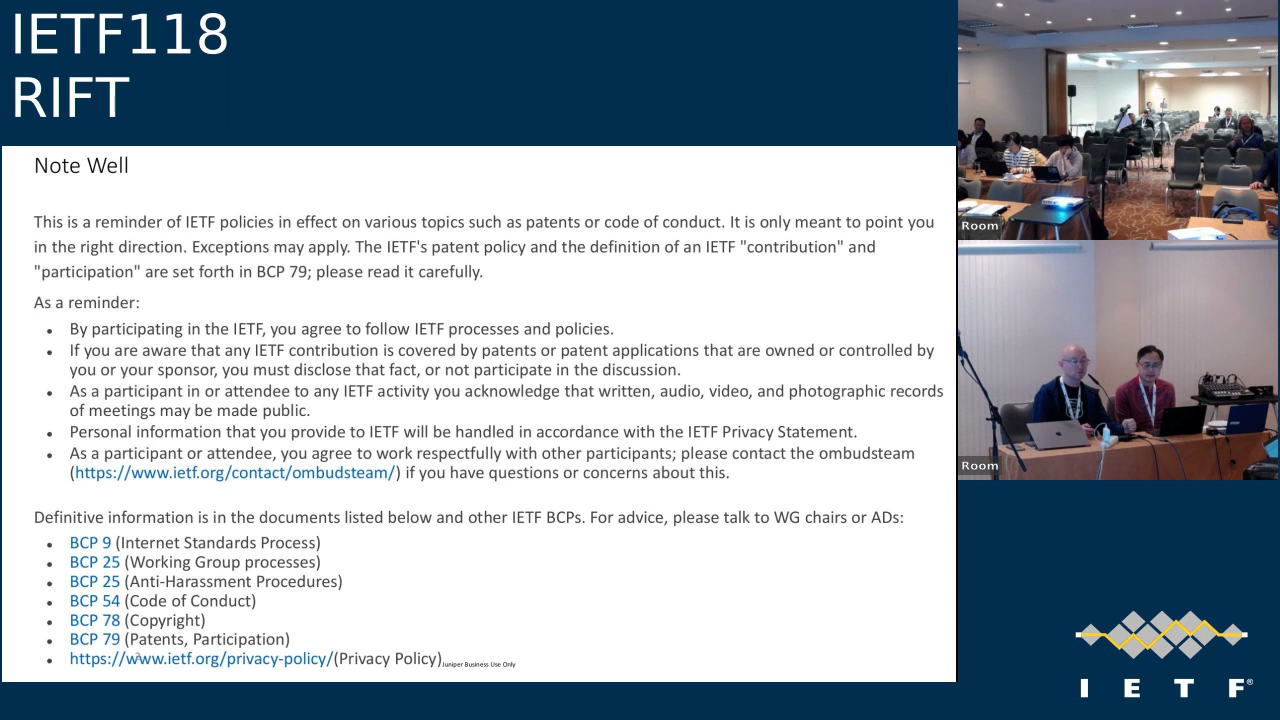 IETF118
RIFT
Note Well
This is a reminder of IETF policies in effect on various topics such as patents or code of conduct. It is only meant to point you
in the right direction. Exceptions may apply. The IETF's patent policy and the definition of an IETF "contribution" and
"participation" are set forth in BCP 79; please read it carefully.
As a reminder:
• By participating in the IETF, you agree to follow IETF processes and policies.
• If you are aware that any IETF contribution is covered by patents or patent applications that are owned or controlled by
you or your sponsor, you must disclose that fact, or not participate in the discussion.
• As a participant in or attendee to any IETF activity you acknowledge that written, audio, video, and photographic records
of meetings may be made public.
• Personal information that you provide to IETF will be handled in accordance with the IETF Privacy Statement.
• As a participant or attendee, you agree to work respectfully with other participants; please contact the ombudsteam
(https://www.ietf.org/contact/ombudsteam/) if you have questions or concerns about this.
Definitive information is in the documents listed below and other IETF BCPs. For advice, please talk to WG chairs or ADs:
• BCP 9 (Internet Standards Process)
• BCP 25 (Working Group processes)
• BCP 25 (Anti-Harassment Procedures)
• BCP 54 (Code of Conduct)
• BCP 78 (Copyright)
• BCP 79 (Patents, Participation)
• https://www.ietf.org/privacy-policy/(Privacy Policy)
Juniper Business Use Only
Room
Room
I E T F®